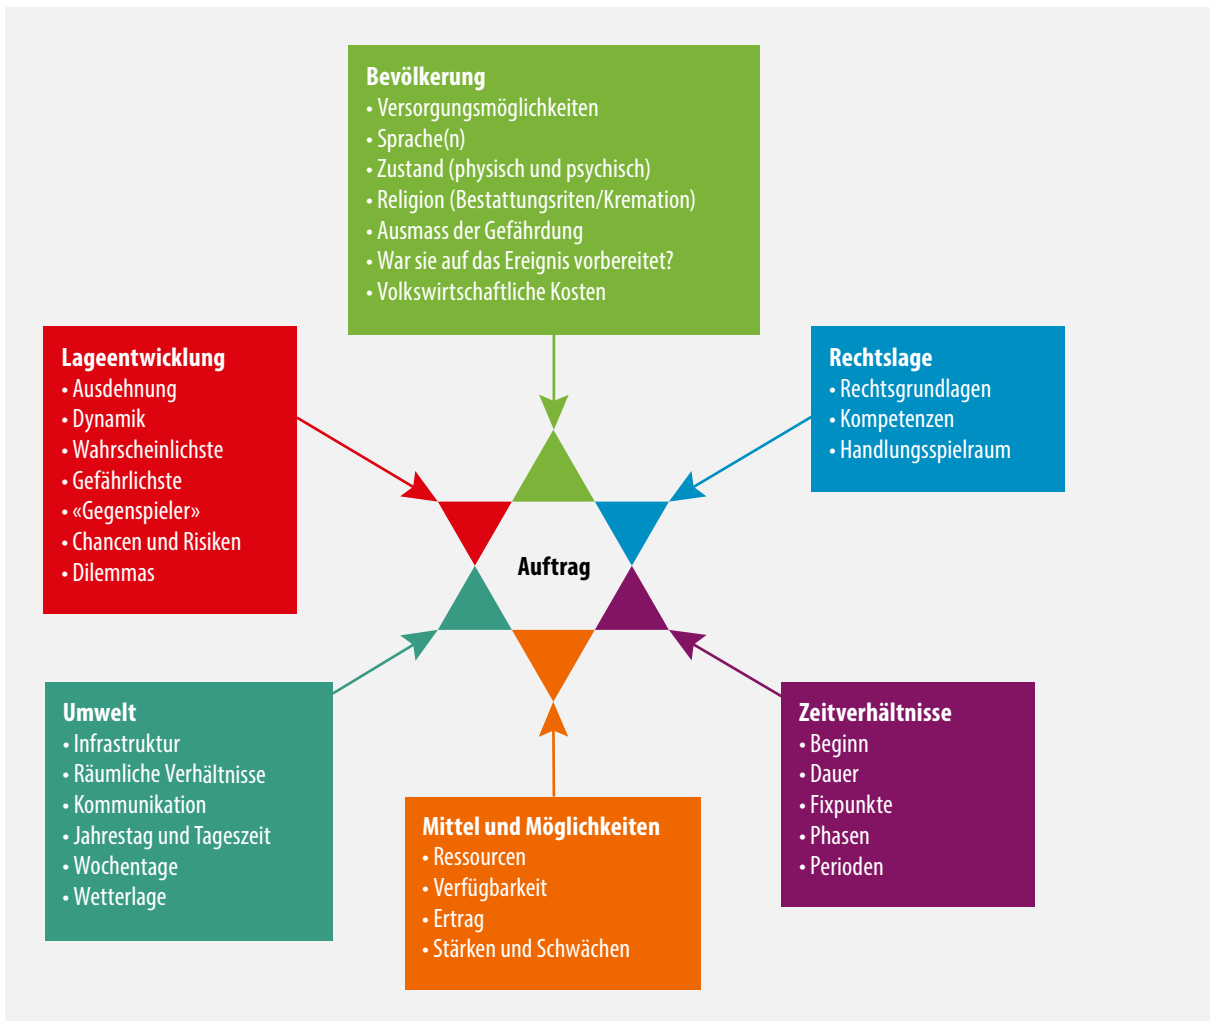 Bevölkerung
• Versorgungsmöglichkeiten
• Sprache(n)
• Zustand (physisch und psychisch)
• Religion (Bestattungsriten/Kremation)
• Ausmass der Gefährdung
• War sie auf das Ereignis vorbereitet?
• Volkswirtschaftliche Kosten
Lageentwicklung
• Ausdehnung
• Dynamik
• Wahrscheinlichste
• Gefährlichste
• «Gegenspieler»
• Chancen und Risiken
• Dilemmas
Rechtslage
• Rechtsgrundlagen
• Kompetenzen
• Handlungsspielraum
Auftrag
Umwelt
• Infrastruktur
• Räumliche Verhältnisse
• Kommunikation
• Jahrestag und Tageszeit
• Wochentage
• Wetterlage
Mittel und Möglichkeiten
• Ressourcen
• Verfügbarkeit
• Ertrag
• Stärken und Schwächen
Zeitverhältnisse
• Beginn
• Dauer
• Fixpunkte
• Phasen
• Perioden